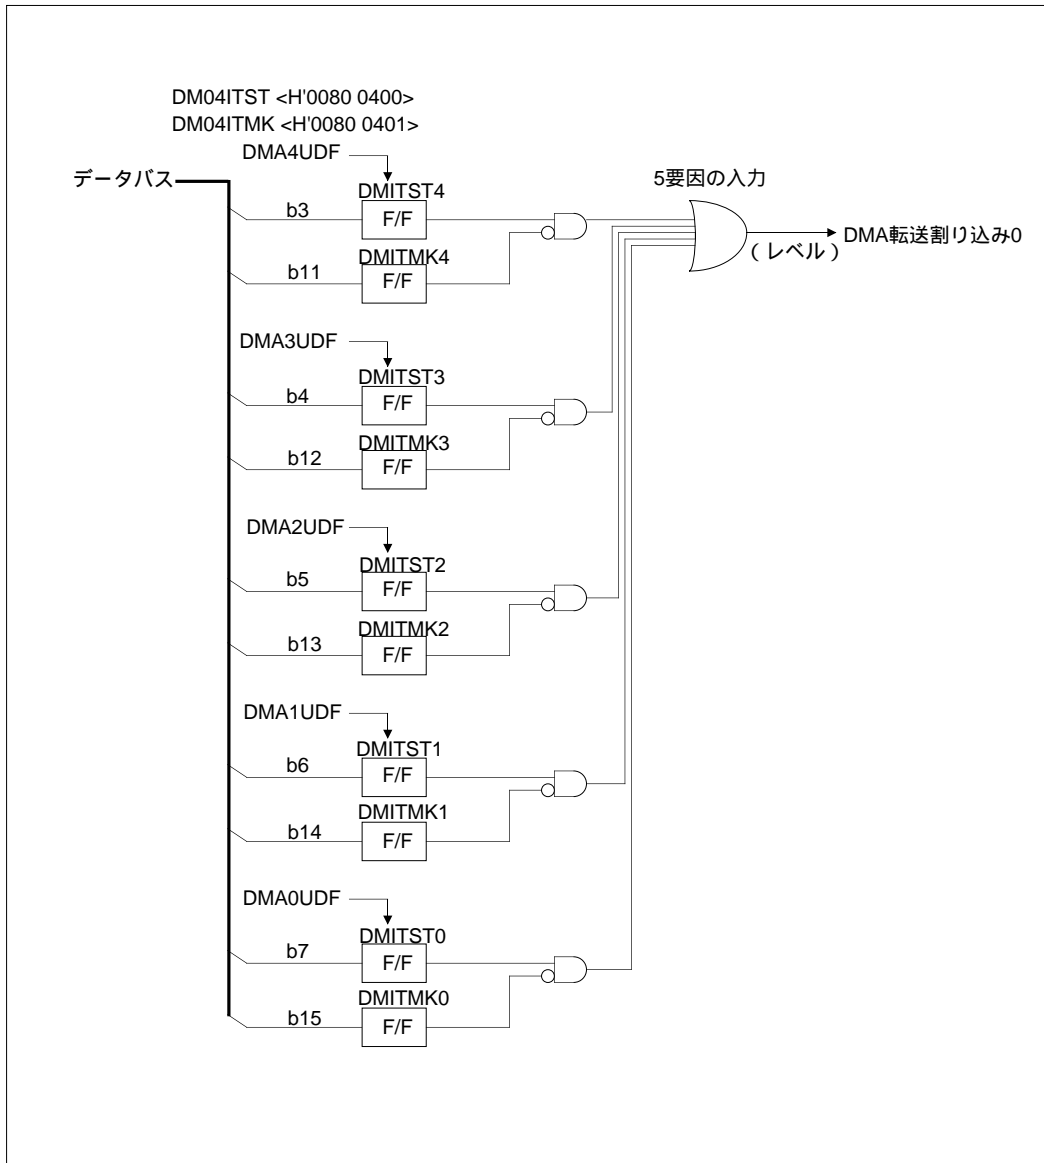 DM04ITST <H'0080 0400>
DM04ITMK <H'0080 0401>
DMA4UDF
データバス
DMITST4
5要因の入力
b3
F/F
DMA転送割り込み0
(レベル)
DMITMK4
b11
F/F
DMA3UDF
DMITST3
b4
F/F
DMITMK3
b12
F/F
DMA2UDF
DMITST2
b5
F/F
DMITMK2
b13
F/F
DMA1UDF
DMITST1
b6
F/F
DMITMK1
b14
F/F
DMA0UDF
DMITST0
b7
F/F
DMITMK0
b15
F/F